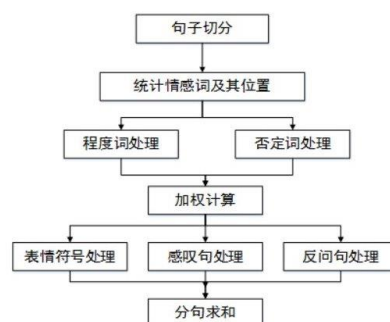 句子切分
统计情感词及其位置
程度词处理
否定词处理
加权计算
表情符号处理
感叹句处理
反问句处理
分句求和